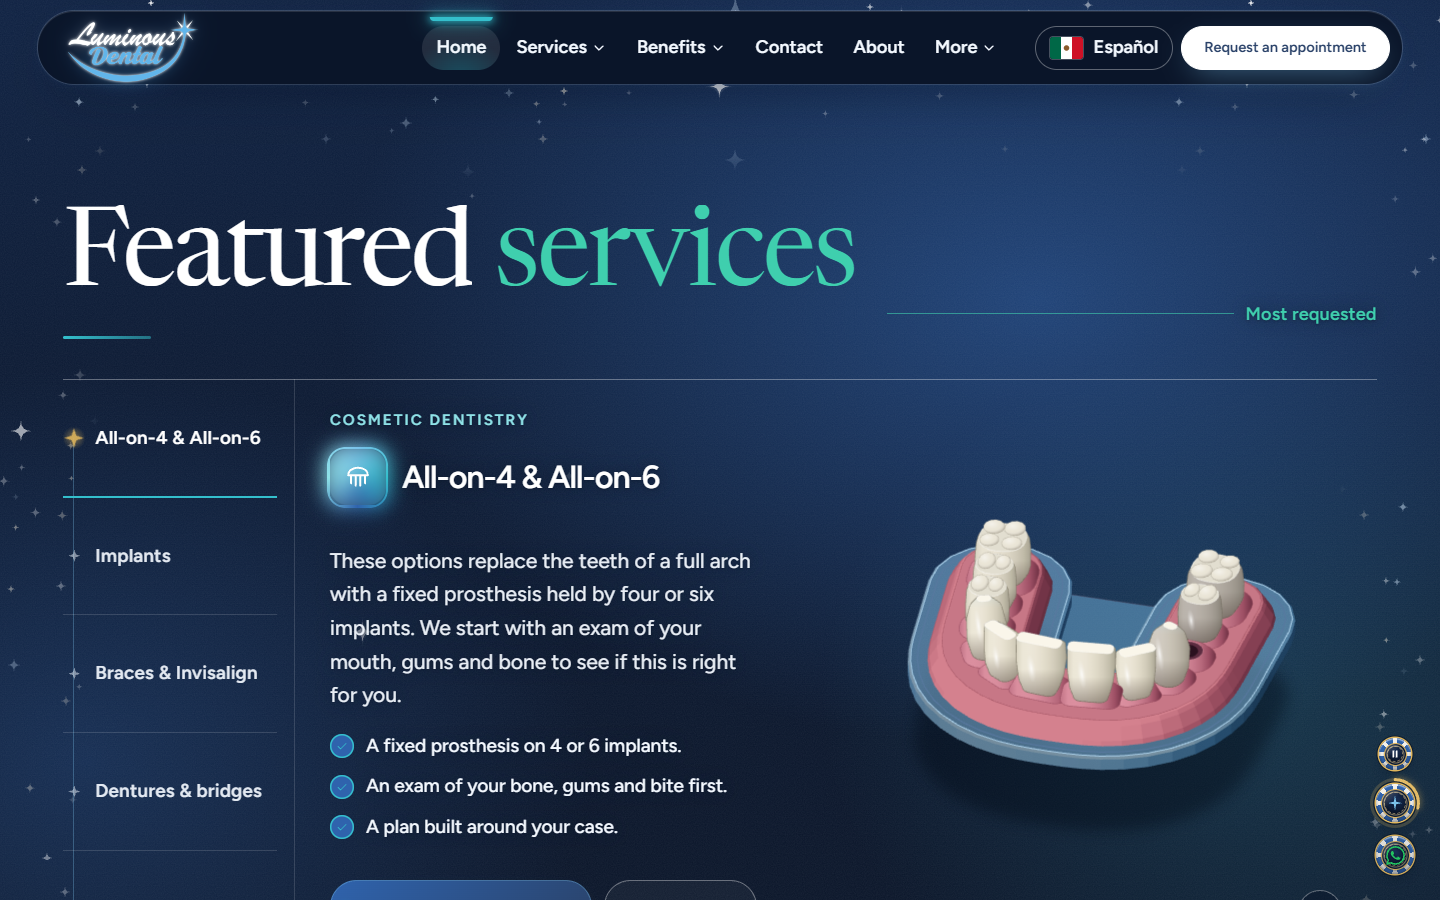 Luminous
Dental
Home
Services
Benefits
Contact
About
More
Español
Request an appointment
Featured services
Most requested
All-on-4 & All-on-6
Implants
Braces & Invisalign
Dentures & bridges
COSMETIC DENTISTRY
All-on-4 & All-on-6
These options replace the teeth of a full arch
with a fixed prosthesis held by four or six
implants. We start with an exam of your
mouth, gums and bone to see if this is right
for you.
A fixed prosthesis on 4 or 6 implants.
An exam of your bone, gums and bite first.
A plan built around your case.